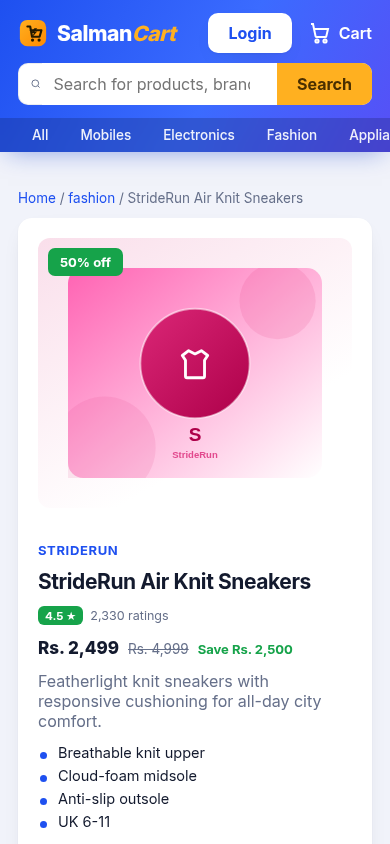 SalmanCart
Login
Cart
Search for products, branc
Search
All Mobiles Electronics Fashion Applia
Home / fashion / StrideRun Air Knit Sneakers
50% off
S
StrideRun
STRIDERUN
StrideRun Air Knit Sneakers
4.5 ★ 2,330 ratings
Rs. 2,499 Rs. 4,999 Save Rs. 2,500
Featherlight knit sneakers with
responsive cushioning for all-day city
comfort.
Breathable knit upper
Cloud-foam midsole
Anti-slip outsole
UK 6-11